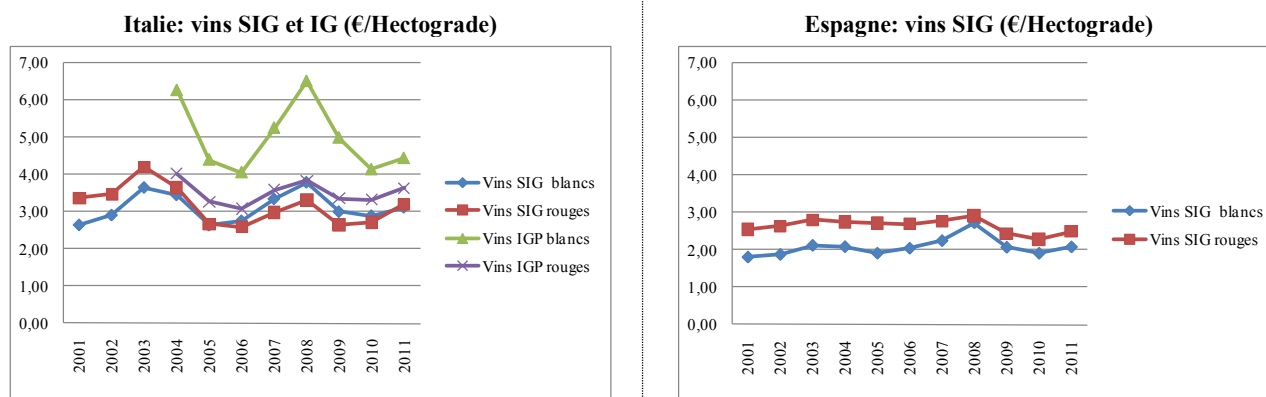 Italie: vins SIG et IG (€/Hectograde)
7,00
6,00
5,00
4,00
3,00
2,00
1,00
0,00
2001 2002 2003 2004 2005 2006 2007 2008 2009 2010 2011
Vins SIG blancs
Vins SIG rouges
Vins IGP blancs
Vins IGP rouges
Espagne: vins SIG (€/Hectograde)
7,00
6,00
5,00
4,00
3,00
2,00
1,00
0,00
2001 2002 2003 2004 2005 2006 2007 2008 2009 2010 2011
Vins SIG blancs
Vins SIG rouges